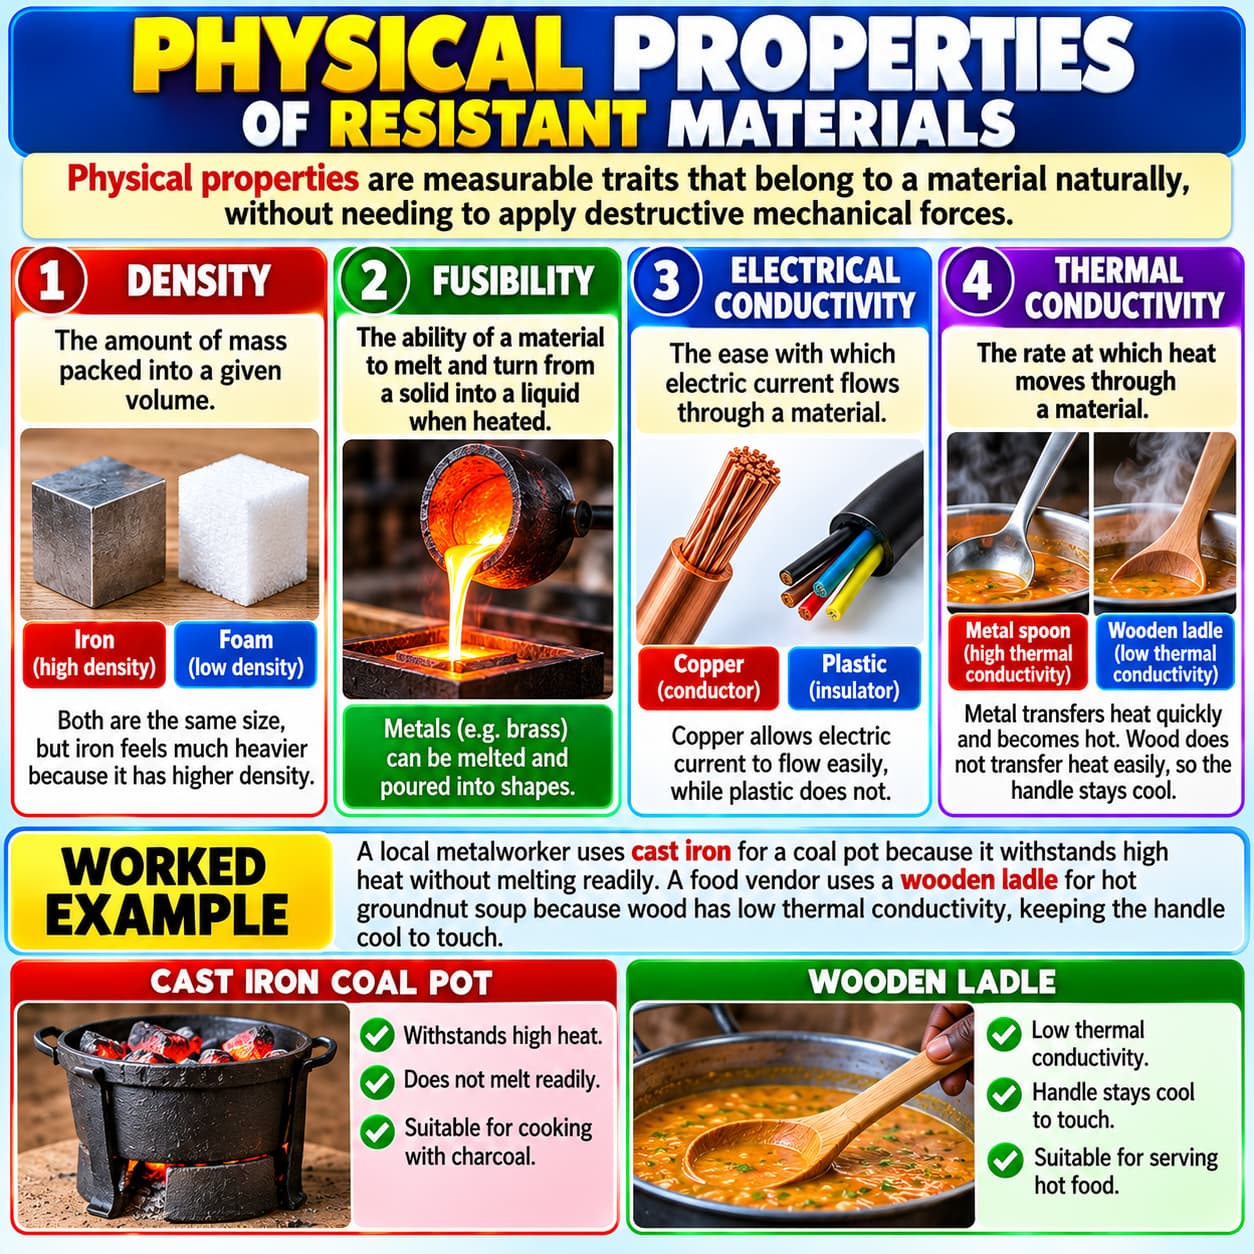 PHYSICAL PROPERTIES
OF RESISTANT MATERIALS
Physical properties are measurable traits that belong to a material naturally,
without needing to apply destructive mechanical forces.
1 DENSITY
The amount of mass
packed into a given
volume.
Iron
(high density)
Foam
(low density)
Both are the same size,
but iron feels much heavier
because it has higher density.
2 FUSIBILITY
The ability of a material
to melt and turn from
a solid into a liquid
when heated.
Metals (e.g. brass)
can be melted and
poured into shapes.
3 ELECTRICAL
CONDUCTIVITY
The ease with which
electric current flows
through a material.
Copper
(conductor)
Plastic
(insulator)
Copper allows electric
current to flow easily,
while plastic does not.
4 THERMAL
CONDUCTIVITY
The rate at which heat
moves through
a material.
Metal spoon
(high thermal
conductivity)
Wooden ladle
(low thermal
conductivity)
Metal transfers heat quickly
and becomes hot. Wood does
not transfer heat easily, so the
handle stays cool.
WORKED
EXAMPLE
A local metalworker uses cast iron for a coal pot because it withstands high
heat without melting readily. A food vendor uses a wooden ladle for hot
groundnut soup because wood has low thermal conductivity, keeping the handle
cool to touch.
CAST IRON COAL POT
Withstands high heat.
Does not melt readily.
Suitable for cooking
with charcoal.
WOODEN LADLE
Low thermal
conductivity.
Handle stays cool
to touch.
Suitable for serving
hot food.